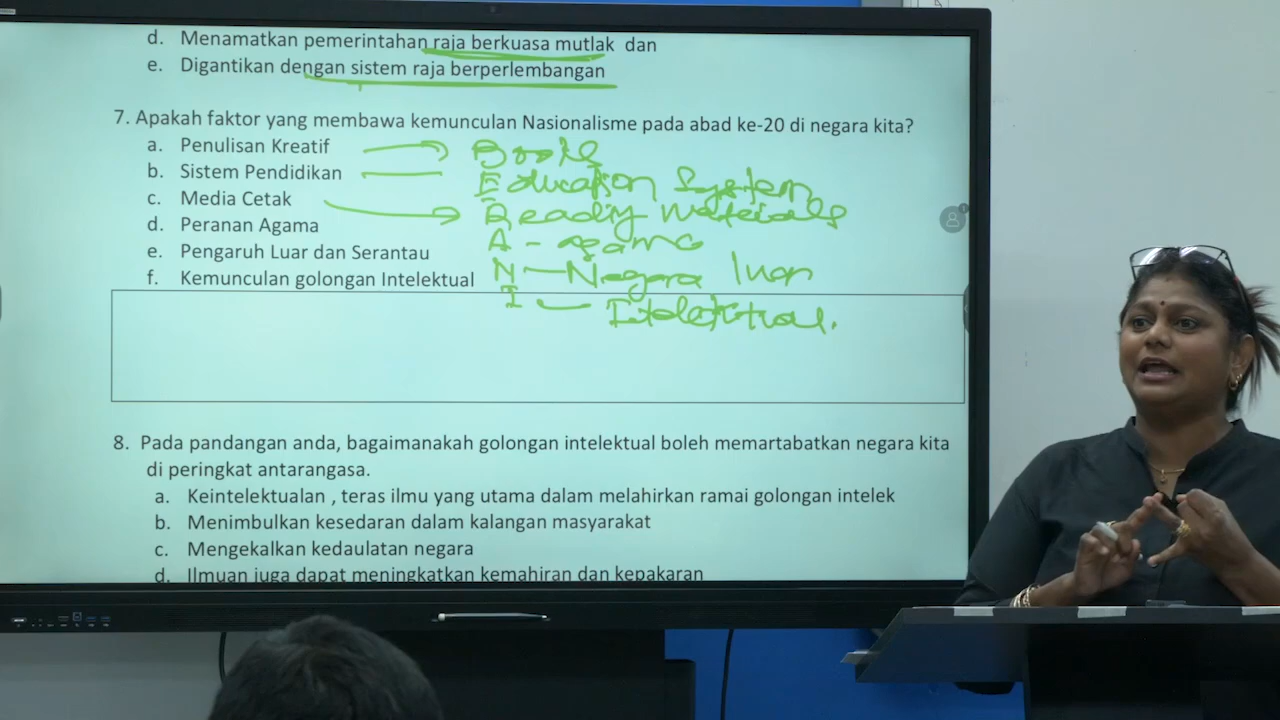 d. Menamatkan pemerintahan raja berkuasa mutlak dan
e. Digantikan dengan sistem raja berperlembangan
7. Apakah faktor yang membawa kemunculan Nasionalisme pada abad ke-20 di negara kita?
a. Penulisan Kreatif
Books
b. Sistem Pendidikan
Education System
c. Media Cetak
Reading Materials
d. Peranan Agama
A - agama
e. Pengaruh Luar dan Serantau
N - Negara luar
f. Kemunculan golongan Intelektual
I - Intelektual.
8. Pada pandangan anda, bagaimanakah golongan intelektual boleh memartabatkan negara kita
di peringkat antarangasa.
a. Keintelektualan , teras ilmu yang utama dalam melahirkan ramai golongan intelek
b. Menimbulkan kesedaran dalam kalangan masyarakat
c. Mengekalkan kedaulatan negara
d. Ilmuan juga dapat meningkatkan kemahiran dan kepakaran